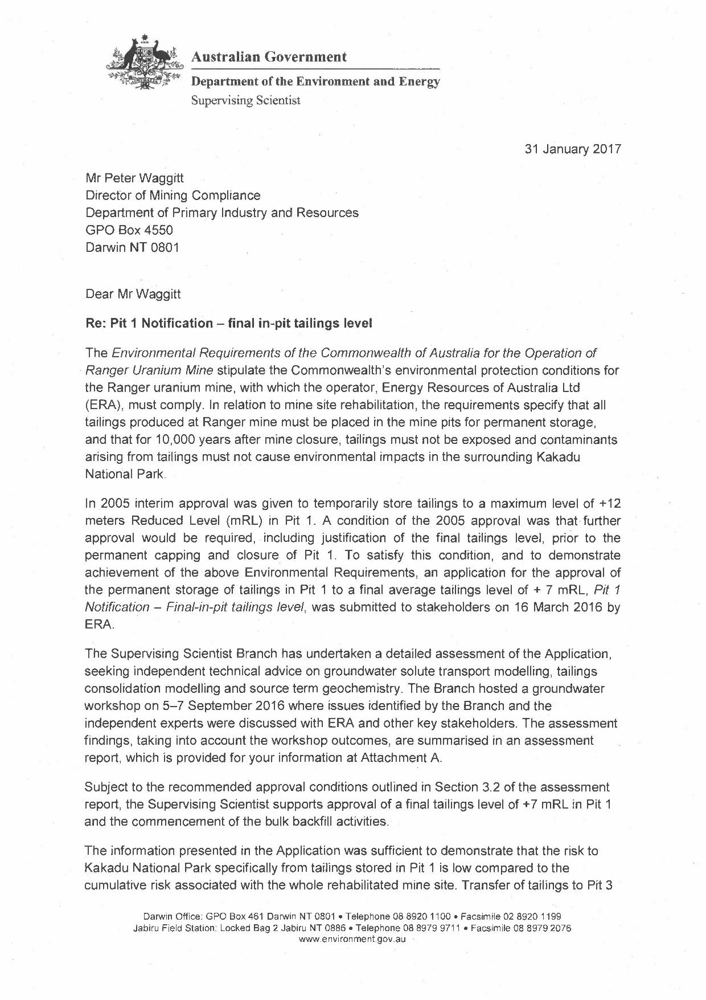 Australian Government
Department of the Environment and Energy
Supervising Scientist
31 January 2017
Mr Peter Waggitt
Director of Mining Compliance
Department of Primary Industry and Resources
GPO Box 4550
Darwin NT 0801
Dear Mr Waggitt
Re: Pit 1 Notification – final in-pit tailings level
The Environmental Requirements of the Commonwealth of Australia for the Operation of
Ranger Uranium Mine stipulate the Commonwealth's environmental protection conditions for
the Ranger uranium mine, with which the operator, Energy Resources of Australia Ltd
(ERA), must comply. In relation to mine site rehabilitation, the requirements specify that all
tailings produced at Ranger mine must be placed in the mine pits for permanent storage,
and that for 10,000 years after mine closure, tailings must not be exposed and contaminants
arising from tailings must not cause environmental impacts in the surrounding Kakadu
National Park.
In 2005 interim approval was given to temporarily store tailings to a maximum level of +12
meters Reduced Level (mRL) in Pit 1. A condition of the 2005 approval was that further
approval would be required, including justification of the final tailings level, prior to the
permanent capping and closure of Pit 1. To satisfy this condition, and to demonstrate
achievement of the above Environmental Requirements, an application for the approval of
the permanent storage of tailings in Pit 1 to a final average tailings level of + 7 mRL, Pit 1
Notification – Final-in-pit tailings level, was submitted to stakeholders on 16 March 2016 by
ERA.
The Supervising Scientist Branch has undertaken a detailed assessment of the Application,
seeking independent technical advice on groundwater solute transport modelling, tailings
consolidation modelling and source term geochemistry. The Branch hosted a groundwater
workshop on 5–7 September 2016 where issues identified by the Branch and the
independent experts were discussed with ERA and other key stakeholders. The assessment
findings, taking into account the workshop outcomes, are summarised in an assessment
report, which is provided for your information at Attachment A.
Subject to the recommended approval conditions outlined in Section 3.2 of the assessment
report, the Supervising Scientist supports approval of a final tailings level of +7 mRL in Pit 1
and the commencement of the bulk backfill activities.
The information presented in the Application was sufficient to demonstrate that the risk to
Kakadu National Park specifically from tailings stored in Pit 1 is low compared to the
cumulative risk associated with the whole rehabilitated mine site. Transfer of tailings to Pit 3
Darwin Office: GPO Box 461 Darwin NT 0801 • Telephone 08 8920 1100 • Facsimile 02 8920 1199
Jabiru Field Station: Locked Bag 2 Jabiru NT 0886 • Telephone 08 8979 9711 • Facsimile 08 8979 2076
www.environment.gov.au